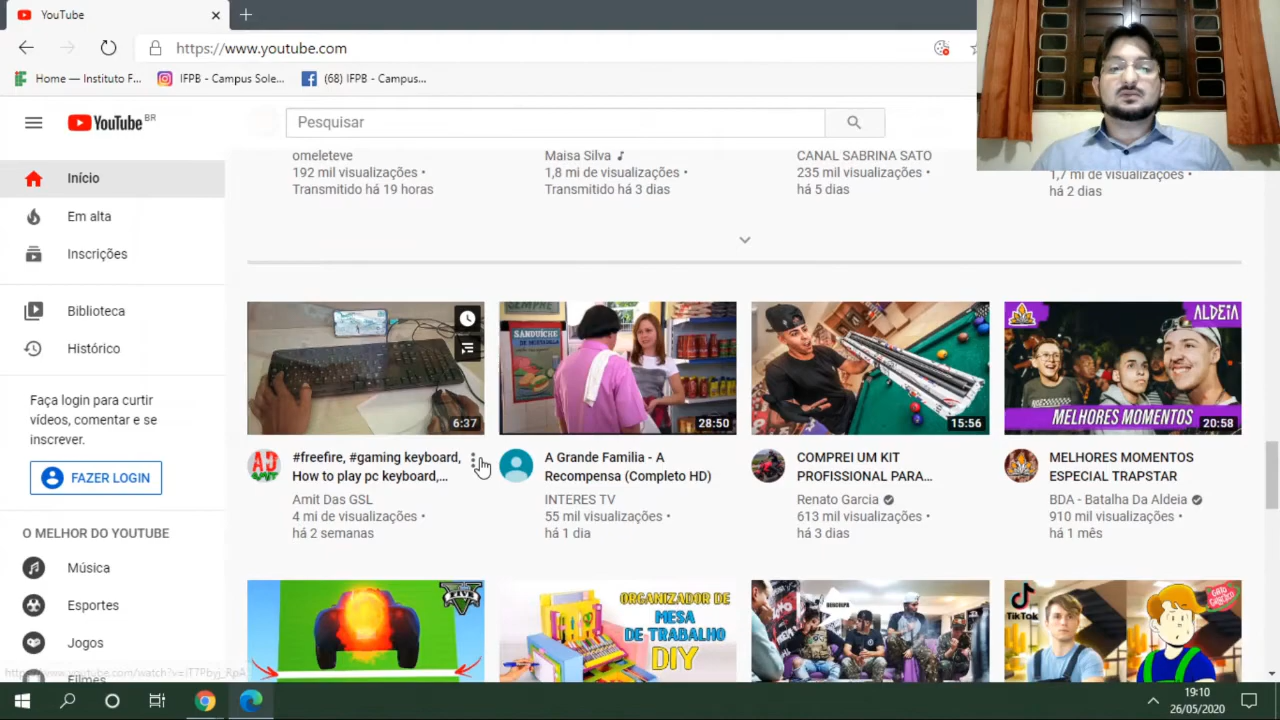 YouTube
https://www.youtube.com
Home — Instituto F...
IFPB - Campus Sole...
(68) IFPB - Campus...
YouTube BR
Pesquisar
omeleteve
192 mil visualizações •
Transmitido há 19 horas
Maisa Silva ♪
1,8 mi de visualizações •
Transmitido há 3 dias
CANAL SABRINA SATO
235 mil visualizações •
há 5 dias
1,7 mi de visualizações •
há 2 dias
Início
Em alta
Inscrições
Biblioteca
Histórico
Faça login para curtir
vídeos, comentar e se
inscrever.
FAZER LOGIN
O MELHOR DO YOUTUBE
Música
Esportes
Jogos
Filmes
6:37
SEMPRE
SANDUÍCHE
DE MORTADELA
28:50
15:56
ALDEIA
MELHORES MOMENTOS
20:58
AD
AMIT
#freefire, #gaming keyboard,
How to play pc keyboard,...
Amit Das GSL
4 mi de visualizações •
há 2 semanas
A Grande Familia - A
Recompensa (Completo HD)
INTERES TV
55 mil visualizações •
há 1 dia
COMPREI UM KIT
PROFISSIONAL PARA...
Renato Garcia
613 mil visualizações •
há 3 dias
MELHORES MOMENTOS
ESPECIAL TRAPSTAR
BDA - Batalha Da Aldeia
910 mil visualizações •
há 1 mês
V
ORGANIZADOR DE
MESA
DE TRABALHO
DIY
TikTok
GATO
GALÁCTICO
19:10
26/05/2020